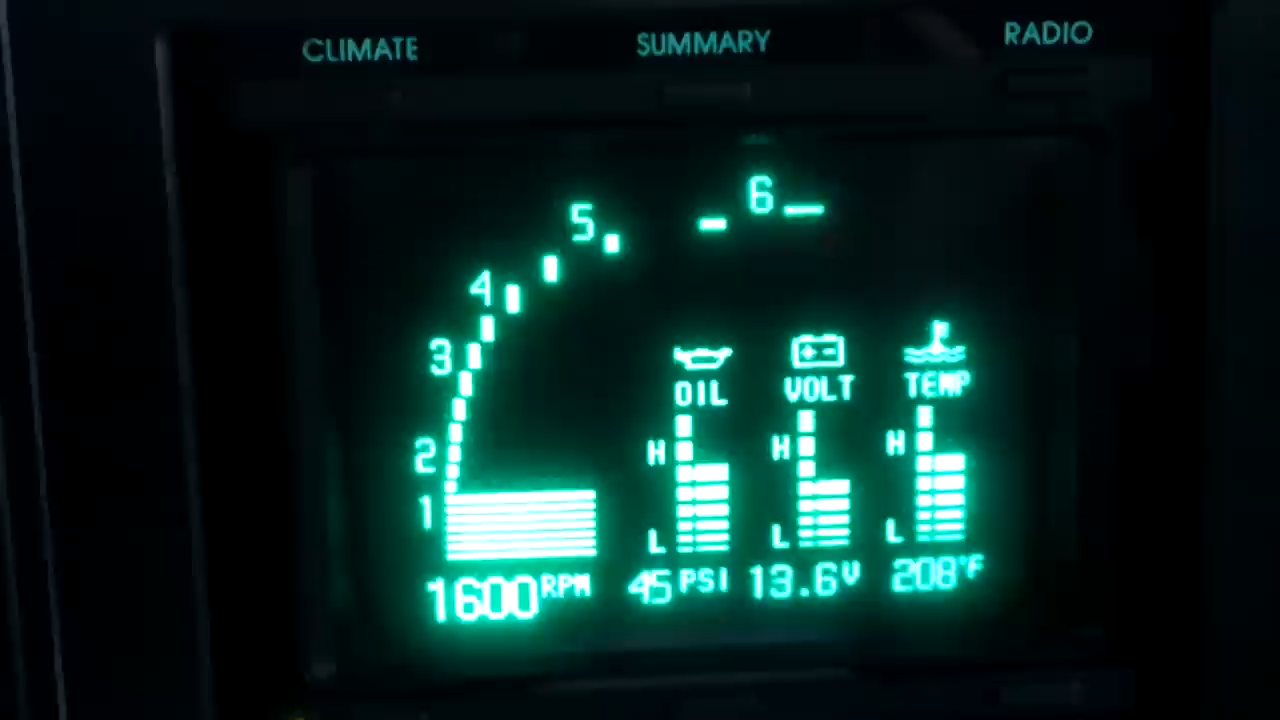 CLIMATE SUMMARY RADIO
6
5
4
3
2
1
1600 RPM
OIL
H
L
45 PSI
VOLT
H
L
13.6 V
TEMP
H
L
208°F